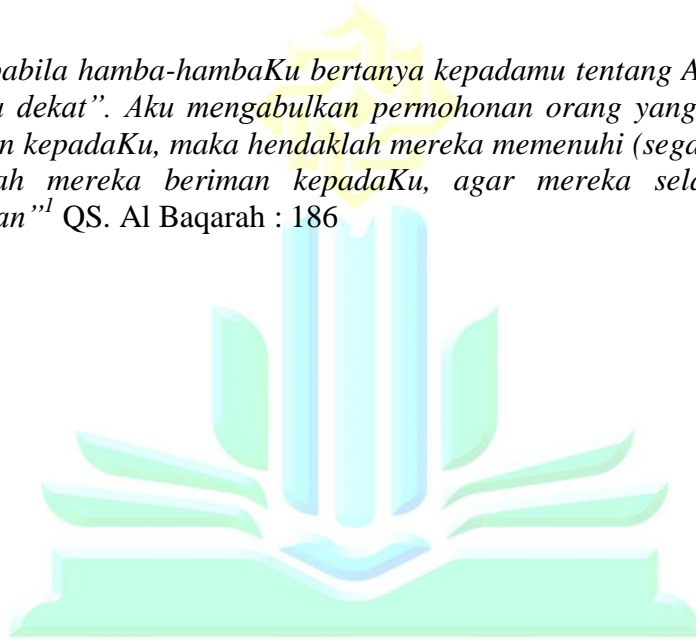 abila hamba-hambaKu bertanya kepadamu tentang A
u dekat”. Aku mengabulkan permohonan orang yang
n kepadaKu, maka hendaklah mereka memenuhi (sega
ah mereka beriman kepadaKu, agar mereka sela
an”1 QS. Al Baqarah : 186